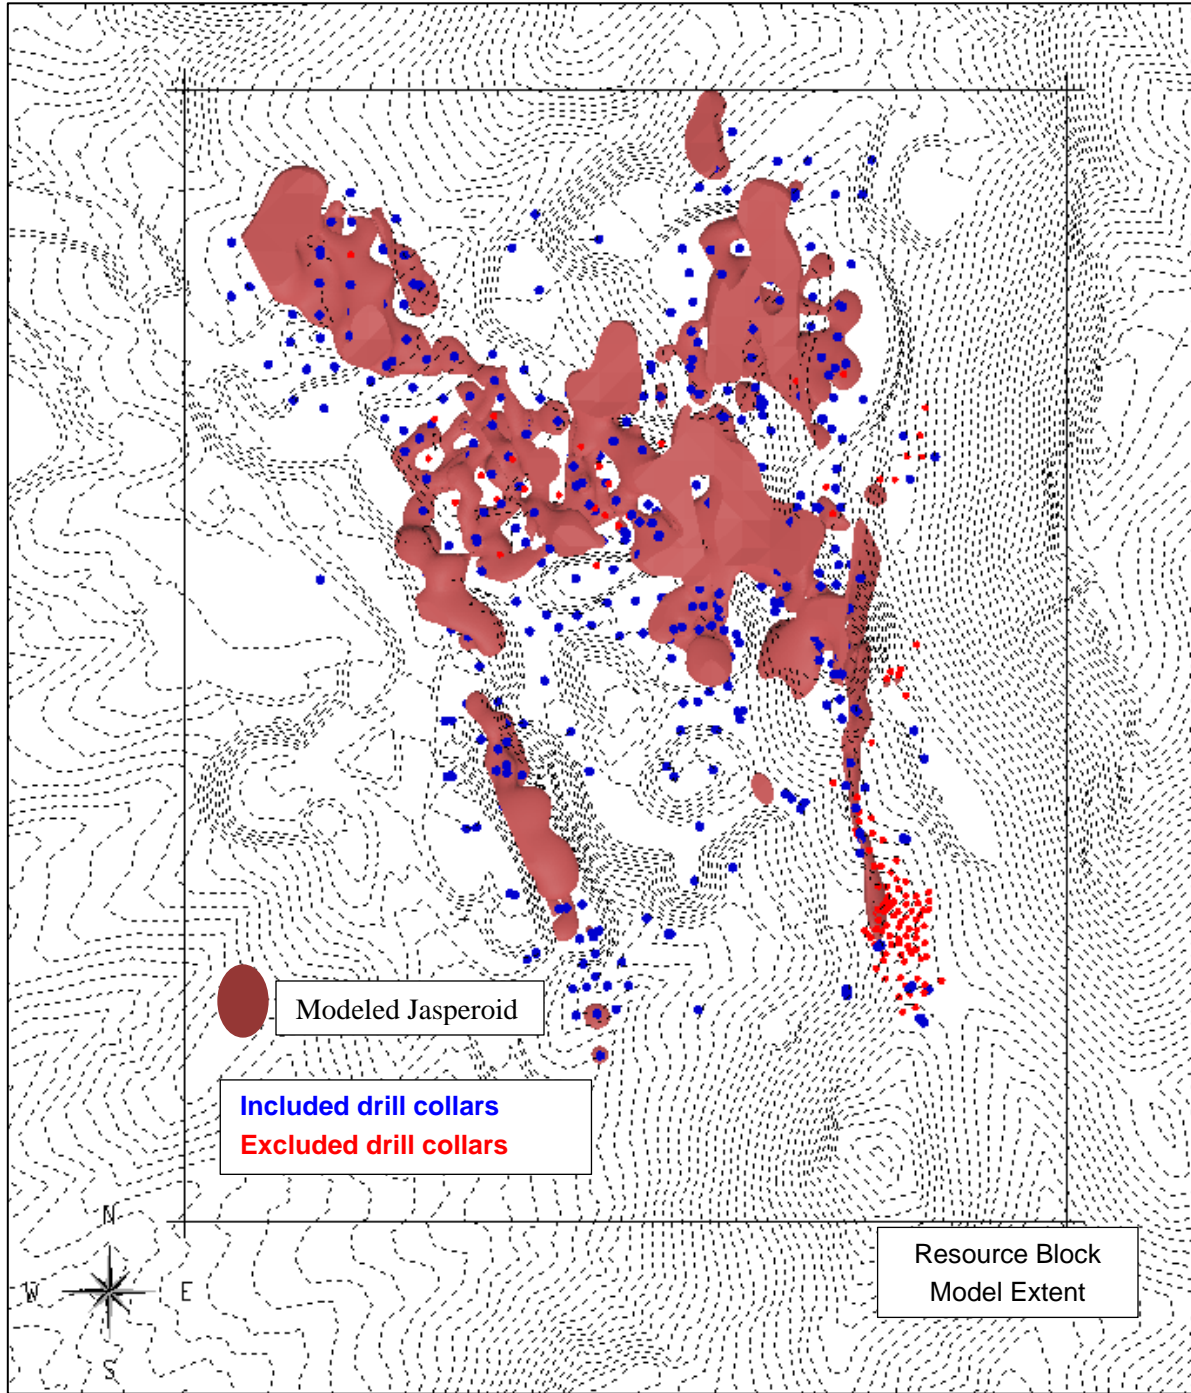 Modeled Jasperoid
Included drill collars
Excluded drill collars
N
W E
S
Resource Block
Model Extent